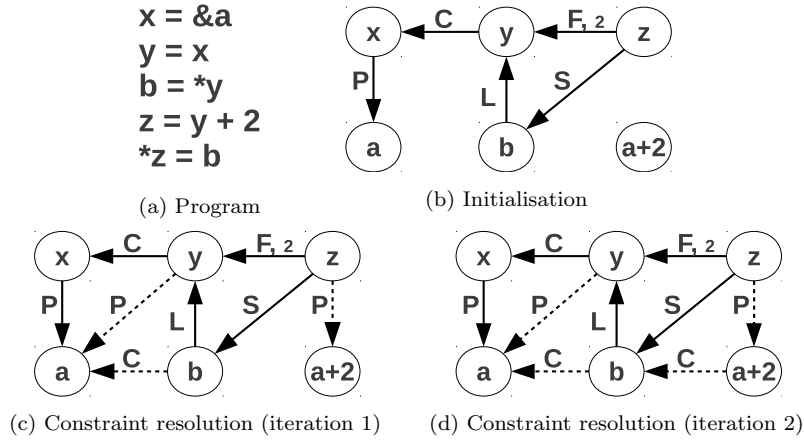 x = &a
y = x
b = *y
z = y + 2
*z = b
(a) Program
x C y F, 2 z
P L S
a b a+2
(b) Initialisation
x C y F, 2 z
P P L S P
a C b a+2
(c) Constraint resolution (iteration 1)
x C y F, 2 z
P P L S P
a C b C a+2
(d) Constraint resolution (iteration 2)